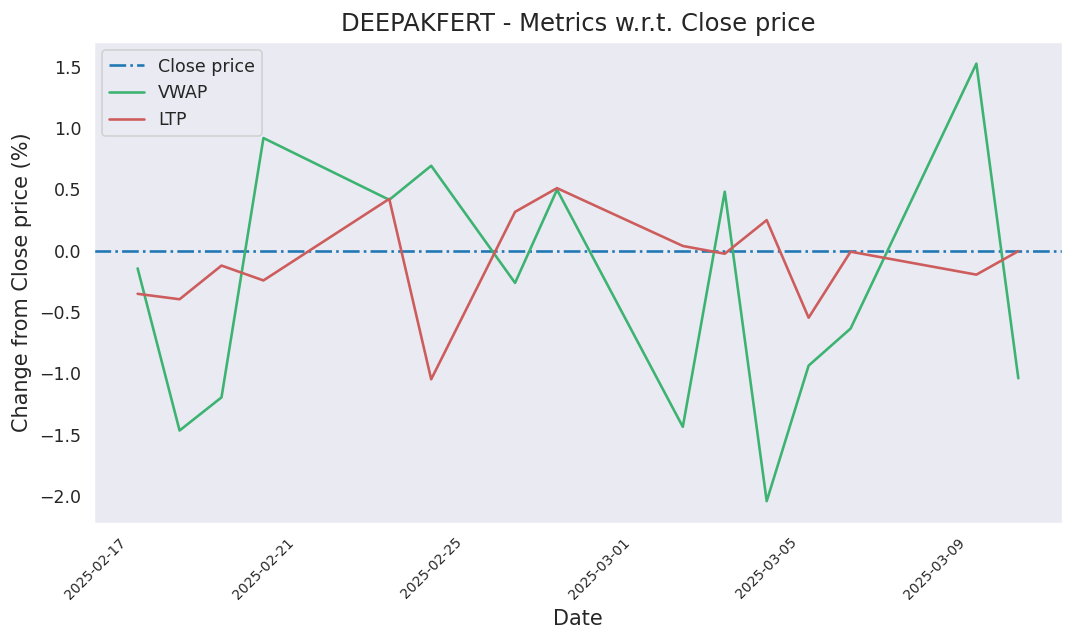 DEEPAKFERT - Metrics w.r.t. Close price
Close price
VWAP
LTP
Change from Close price (%)
1.5
1.0
0.5
0.0
−0.5
−1.0
−1.5
−2.0
2025-02-17
2025-02-21
2025-02-25
2025-03-01
2025-03-05
2025-03-09
Date